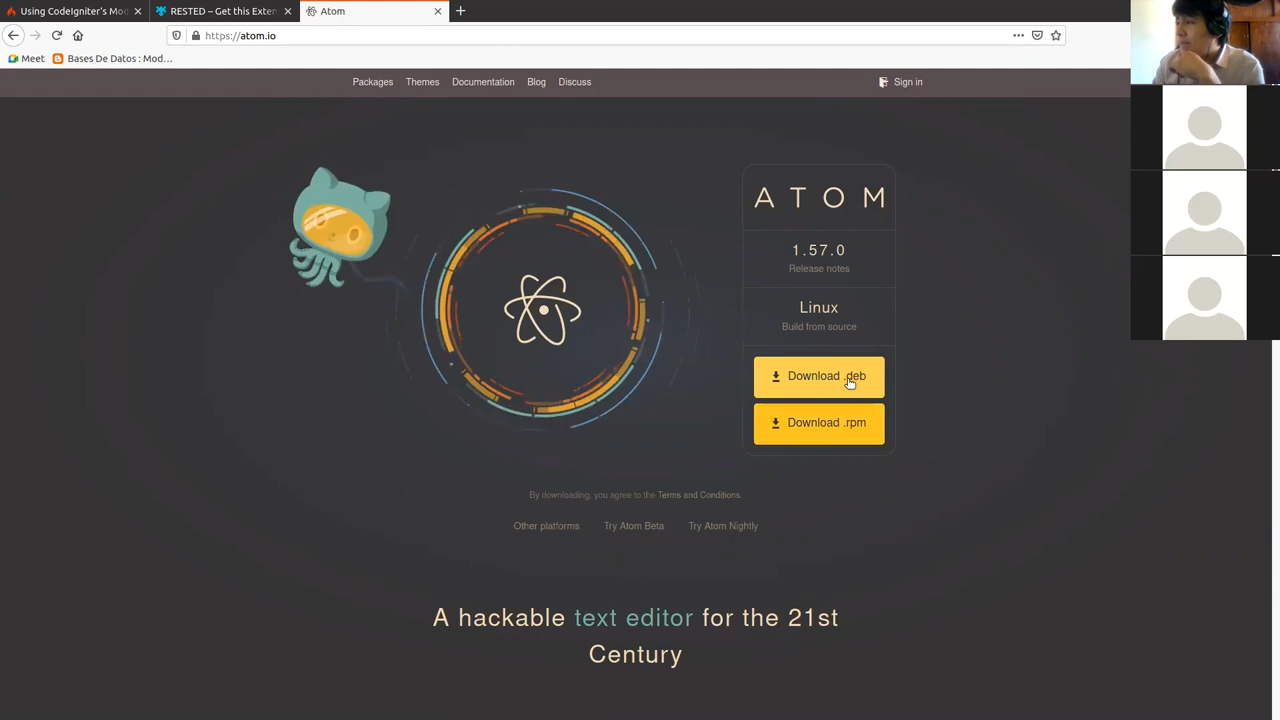 Using CodeIgniter's Mod
RESTED – Get this Exten
Atom
https://atom.io
Meet
Bases De Datos : Mod...
Packages
Themes
Documentation
Blog
Discuss
Sign in
ATOM
1.57.0
Release notes
Linux
Build from source
Download .deb
Download .rpm
By downloading, you agree to the Terms and Conditions.
Other platforms
Try Atom Beta
Try Atom Nightly
A hackable text editor for the 21st
Century